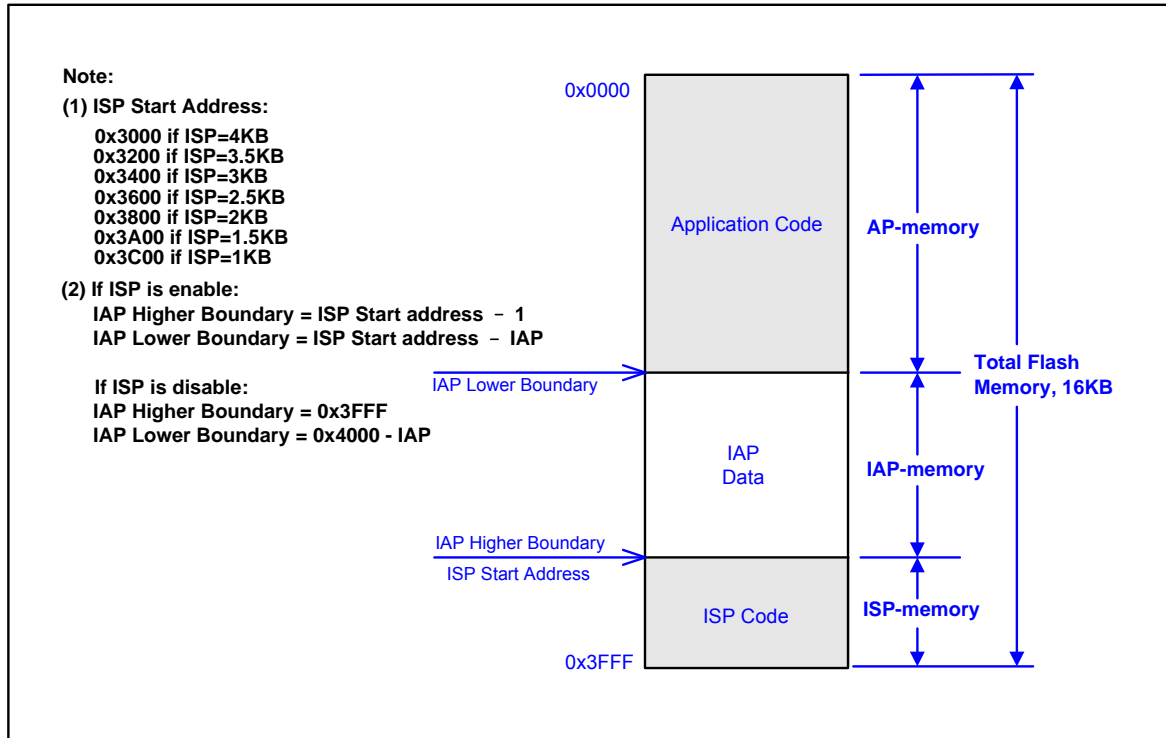 Note:
(1) ISP Start Address:
0x3000 if ISP=4KB
0x3200 if ISP=3.5KB
0x3400 if ISP=3KB
0x3600 if ISP=2.5KB
0x3800 if ISP=2KB
0x3A00 if ISP=1.5KB
0x3C00 if ISP=1KB
(2) If ISP is enable:
IAP Higher Boundary = ISP Start address – 1
IAP Lower Boundary = ISP Start address – IAP
If ISP is disable:
IAP Higher Boundary = 0x3FFF
IAP Lower Boundary = 0x4000 - IAP
0x0000
Application Code
AP-memory
IAP Lower Boundary
Total Flash
Memory, 16KB
IAP
Data
IAP-memory
IAP Higher Boundary
ISP Start Address
ISP Code
ISP-memory
0x3FFF